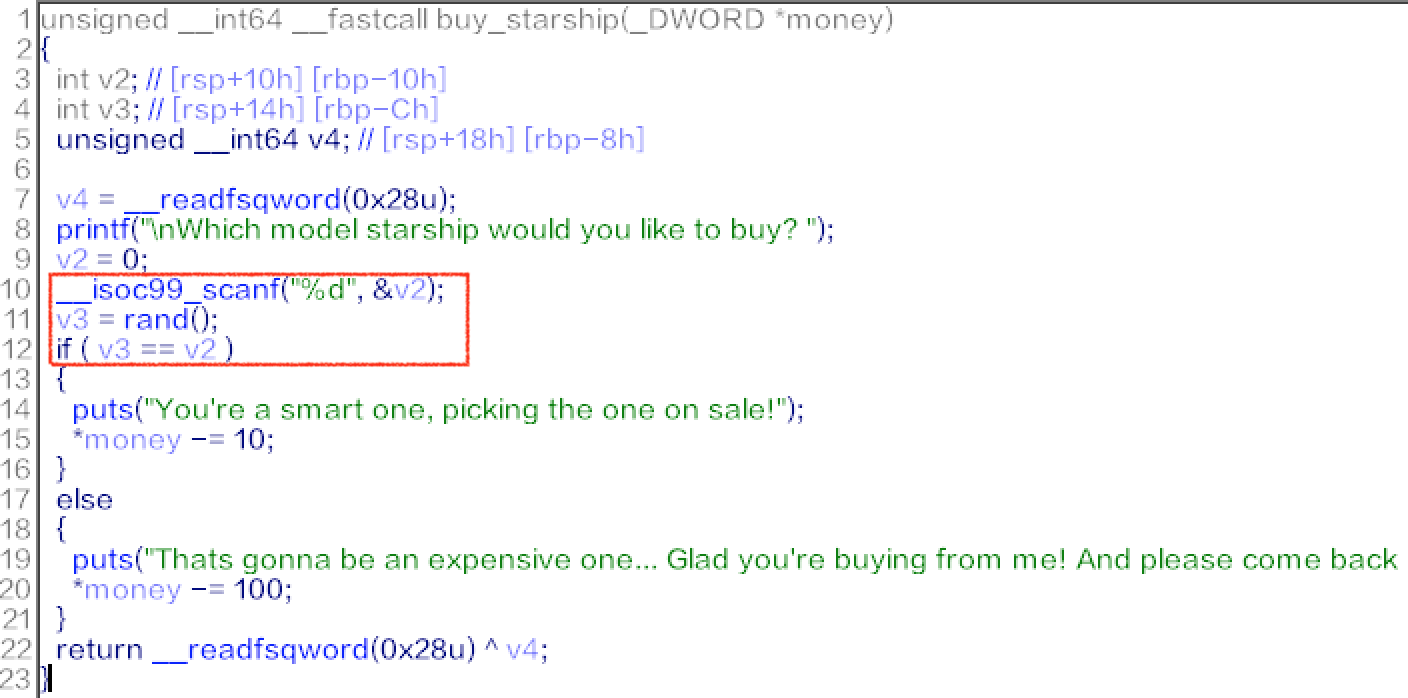 1 unsigned __int64 __fastcall buy_starship(_DWORD *money)
2 {
3 int v2; // [rsp+10h] [rbp-10h]
4 int v3; // [rsp+14h] [rbp-Ch]
5 unsigned __int64 v4; // [rsp+18h] [rbp-8h]
6
7 v4 = __readfsqword(0x28u);
8 printf("\nWhich model starship would you like to buy? ");
9 v2 = 0;
10 __isoc99_scanf("%d", &v2);
11 v3 = rand();
12 if ( v3 == v2 )
13 {
14 puts("You're a smart one, picking the one on sale!");
15 *money -= 10;
16 }
17 else
18 {
19 puts("Thats gonna be an expensive one... Glad you're buying from me! And please come back
20 *money -= 100;
21 }
22 return __readfsqword(0x28u) ^ v4;
23 }